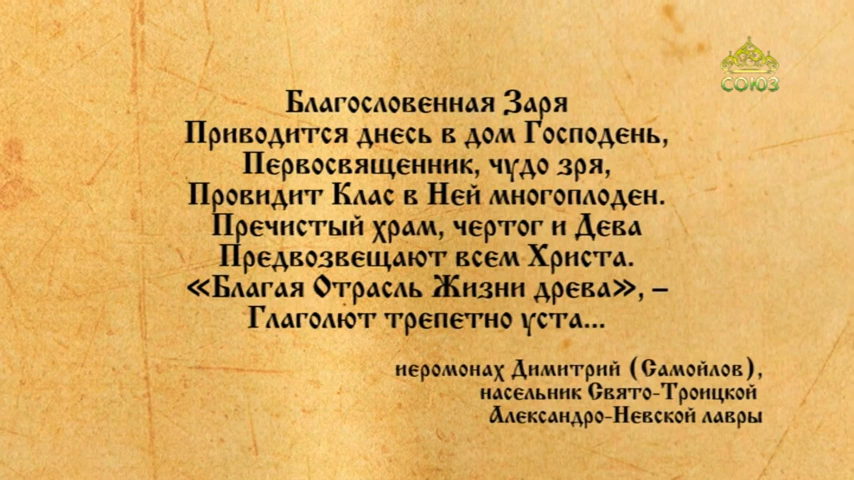 СОЮЗ
Благословенная Заря
Приводится днесь в дом Господень,
Первосвященник, чудо зря,
Провидит Клас в Ней многоплоден.
Пречистый храм, чертог и Дева
Предвозвещают всем Христа.
«Благая Отрасль Жизни древа», –
Глаголют трепетно уста...
иеромонах Димитрий (Самойлов),
насельник Свято-Троицкой
Александро-Невской лавры